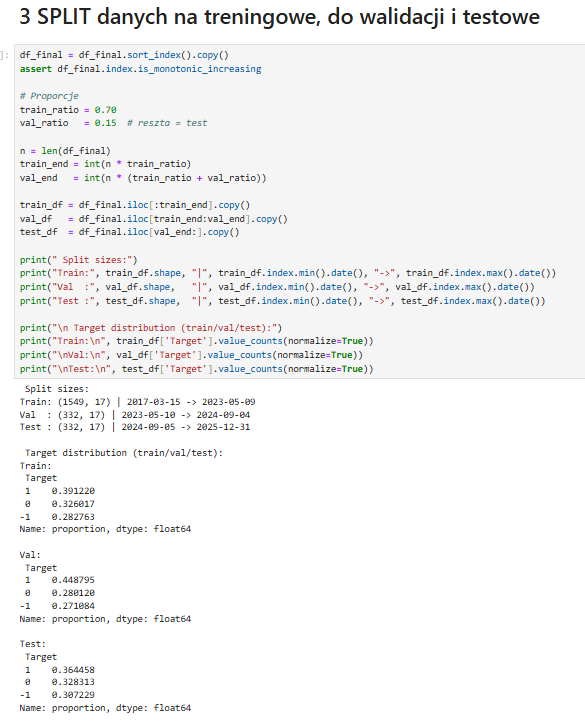 3 SPLIT danych na treningowe, do walidacji i testowe
]: df_final = df_final.sort_index().copy()
assert df_final.index.is_monotonic_increasing
# Proporcje
train_ratio = 0.70
val_ratio   = 0.15  # reszta = test
n = len(df_final)
train_end = int(n * train_ratio)
val_end   = int(n * (train_ratio + val_ratio))
train_df = df_final.iloc[:train_end].copy()
val_df   = df_final.iloc[train_end:val_end].copy()
test_df  = df_final.iloc[val_end:].copy()
print(" Split sizes:")
print("Train:", train_df.shape, "|", train_df.index.min().date(), "->", train_df.index.max().date())
print("Val  :", val_df.shape,   "|", val_df.index.min().date(), "->", val_df.index.max().date())
print("Test :", test_df.shape,  "|", test_df.index.min().date(), "->", test_df.index.max().date())
print("\n Target distribution (train/val/test):")
print("Train:\n", train_df['Target'].value_counts(normalize=True))
print("\nVal:\n", val_df['Target'].value_counts(normalize=True))
print("\nTest:\n", test_df['Target'].value_counts(normalize=True))
Split sizes:
Train: (1549, 17) | 2017-03-15 -> 2023-05-09
Val  : (332, 17) | 2023-05-10 -> 2024-09-04
Test : (332, 17) | 2024-09-05 -> 2025-12-31
Target distribution (train/val/test):
Train:
Target
1    0.391220
0    0.326017
-1    0.282763
Name: proportion, dtype: float64
Val:
Target
1    0.448795
0    0.280120
-1    0.271084
Name: proportion, dtype: float64
Test:
Target
1    0.364458
0    0.328313
-1    0.307229
Name: proportion, dtype: float64